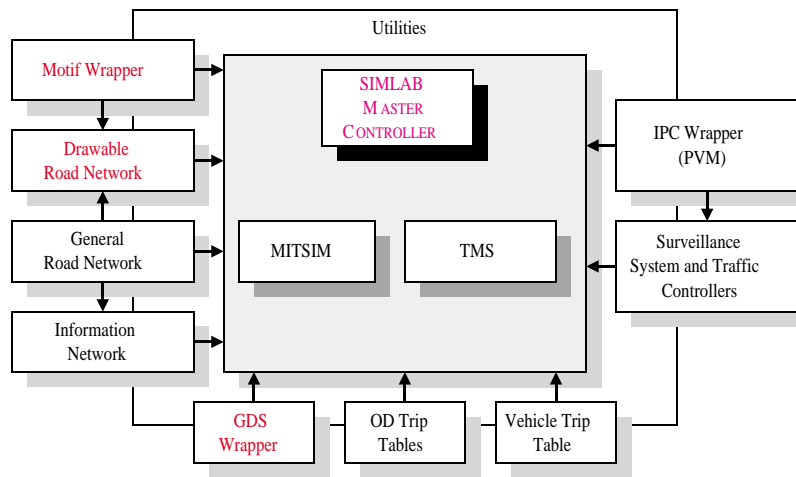 Utilities
Motif Wrapper
SIMLAB
MASTER
CONTROLLER
Drawable
Road Network
IPC Wrapper
(PVM)
General
Road Network
MITSIM
TMS
Surveillance
System and Traffic
Controllers
Information
Network
GDS
Wrapper
OD Trip
Tables
Vehicle Trip
Table